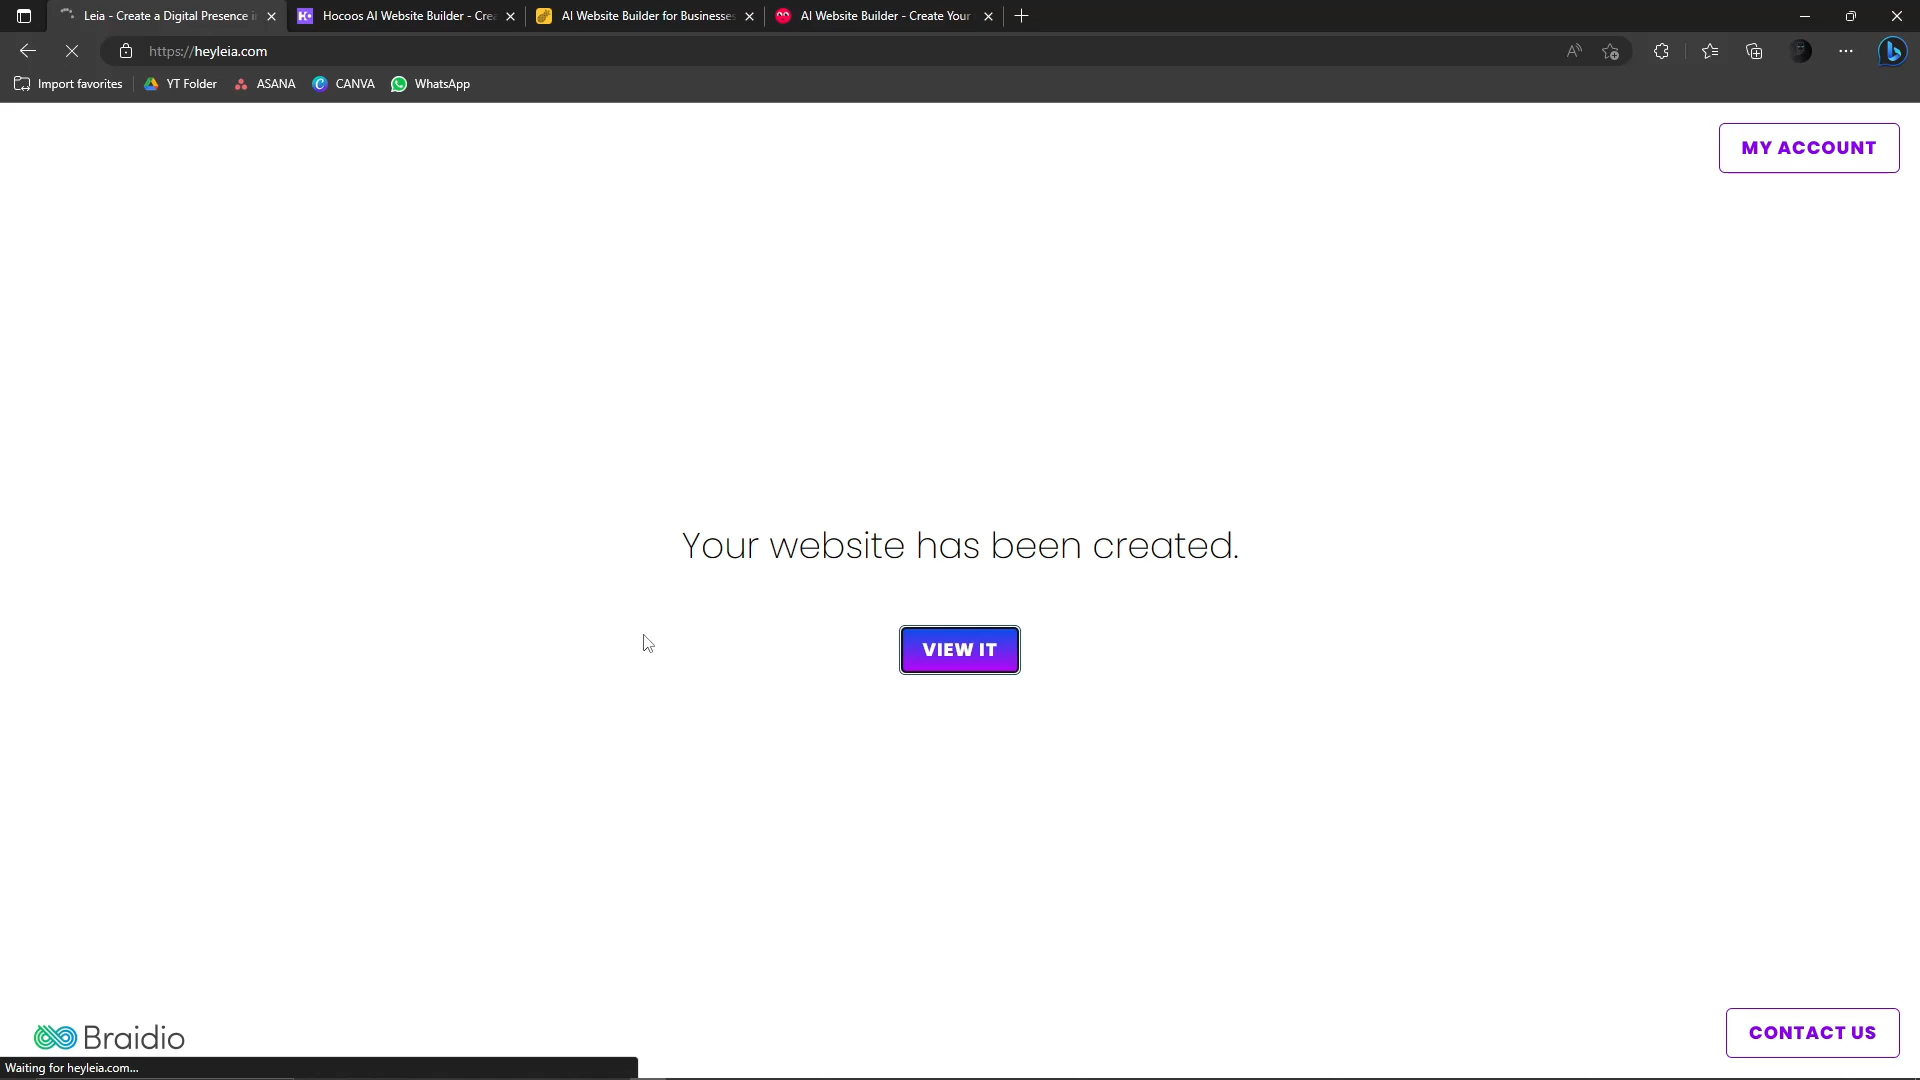 Leia - Create a Digital Presence i
Hocoos AI Website Builder - Crea
AI Website Builder for Businesses
AI Website Builder - Create Your
https://heyleia.com
Import favorites
YT Folder
ASANA
CANVA
WhatsApp
MY ACCOUNT
Your website has been created.
VIEW IT
Braidio
CONTACT US
Waiting for heyleia.com...